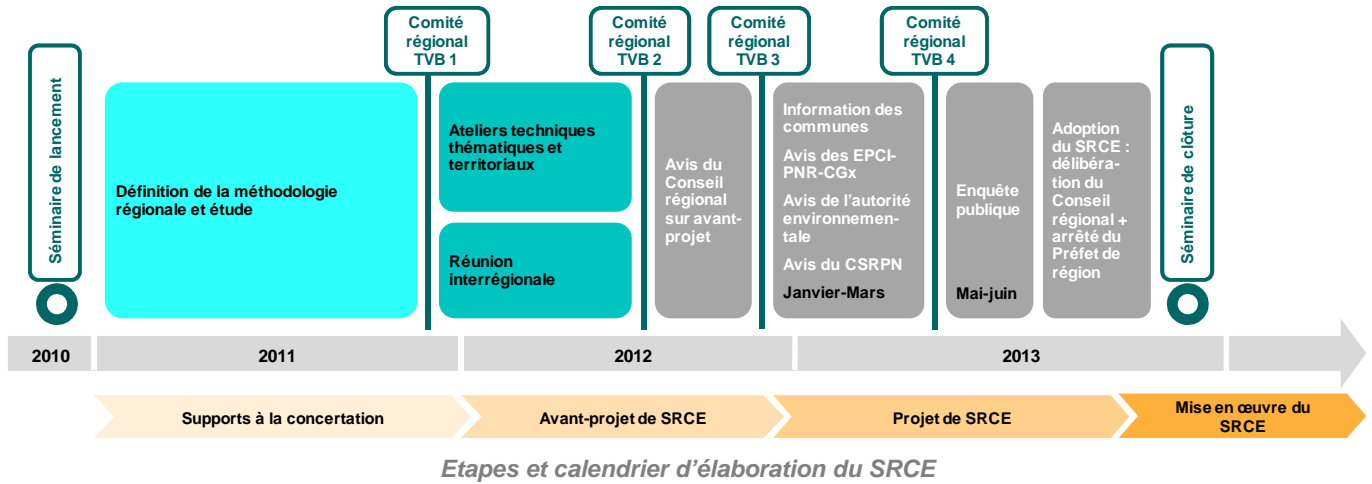 Séminaire de lancement
Définition de la méthodologie
régionale et étude
Comité
régional
TVB 1
Ateliers techniques
thématiques et
territoriaux
Réunion
interrégionale
Comité
régional
TVB 2
Avis du
Conseil
régional
sur avant-
projet
Comité
régional
TVB 3
Information des
communes
Avis des EPCI-
PNR-CGx
Avis de l’autorité
environnemen-
tale
Avis du CSRPN
Janvier-Mars
Comité
régional
TVB 4
Enquête
publique
Mai-juin
Adoption
du SRCE :
délibéra-
tion du
Conseil
régional +
arrêté du
Préfet de
région
Séminaire de clôture
2010
2011
2012
2013
Supports à la concertation
Avant-projet de SRCE
Projet de SRCE
Mise en œuvre du
SRCE
Etapes et calendrier d’élaboration du SRCE